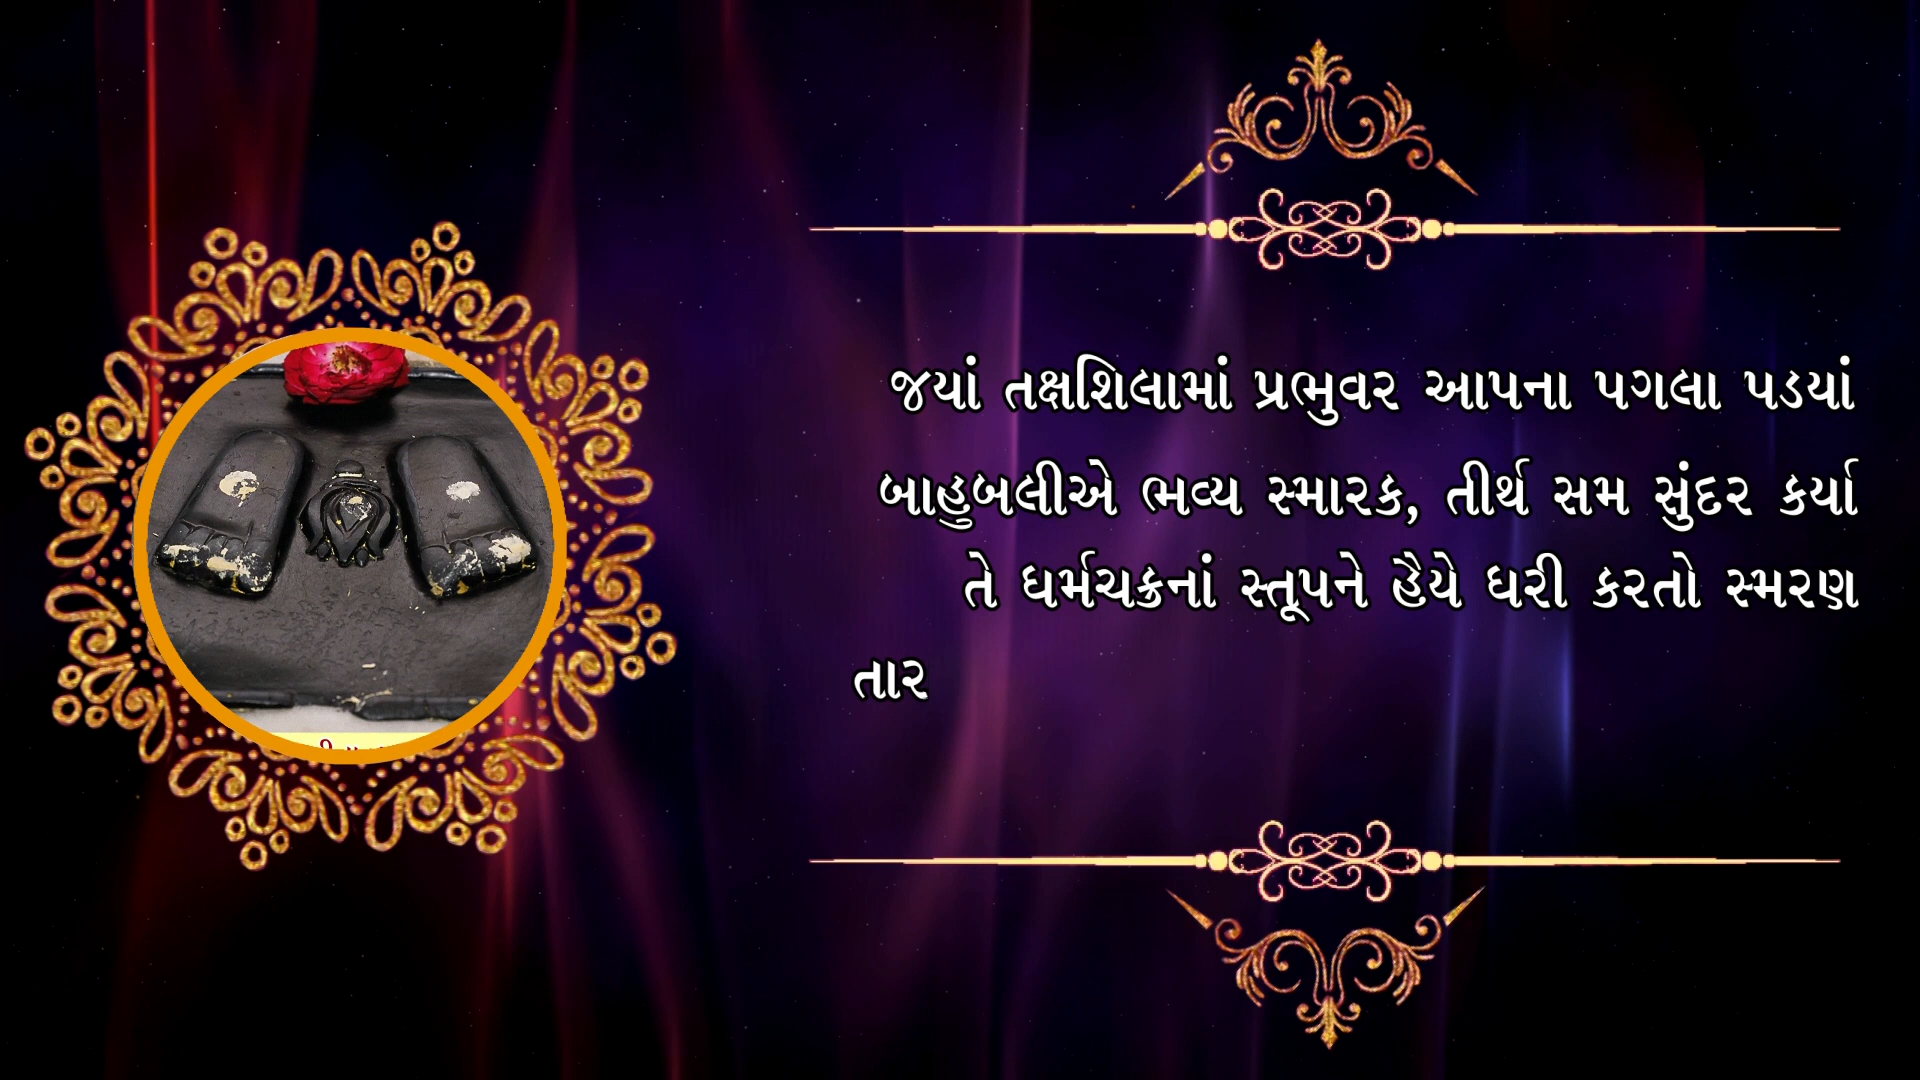 જયાં તક્ષશિલામાં પ્રભુવર આપના પગલા પડયાં
બાહુબલીએ ભવ્ય સ્મારક, તીર્થ સમ સુંદર કર્યા
તે ધર્મચક્રનાં સ્તૂપને હૈયે ધરી કરતો સ્મરણ
તાર